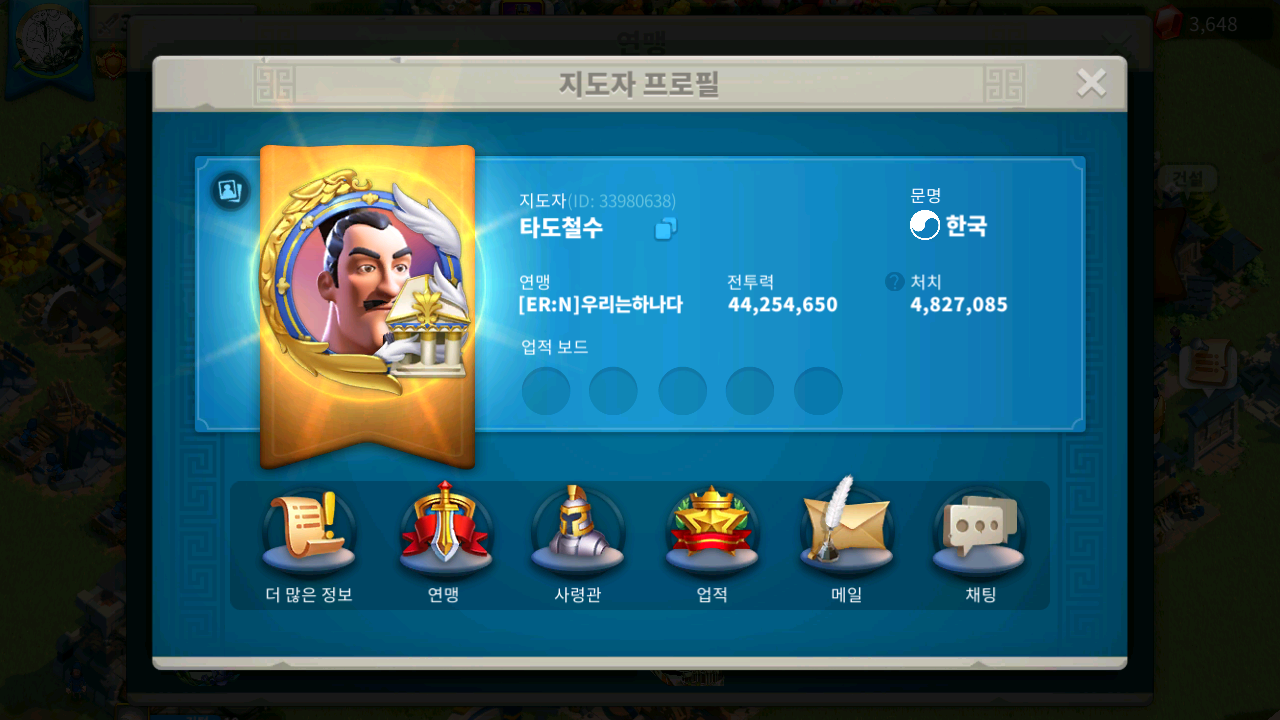 연맹
3,648
지도자 프로필
지도자(ID: 33980638)
타도철수
문명
한국
연맹
[ER:N]우리는하나다
전투력
44,254,650
? 처치
4,827,085
업적 보드
건설
더 많은 정보
연맹
사령관
업적
메일
채팅